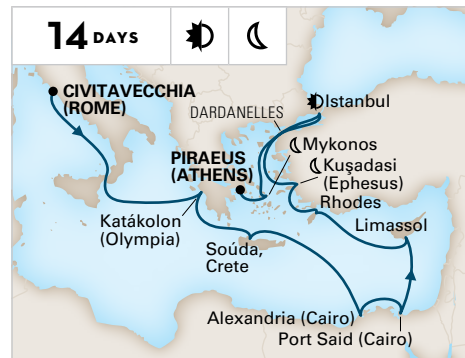 14 DAYS
CIVITAVECCHIA
(ROME)
DARDANELLES
Istanbul
Mykonos
PIRAEUS
(ATHENS)
Kuşadasi
(Ephesus)
Rhodes
Katákolon
(Olympia)
Limassol
Soúda,
Crete
Alexandria (Cairo)
Port Said (Cairo)